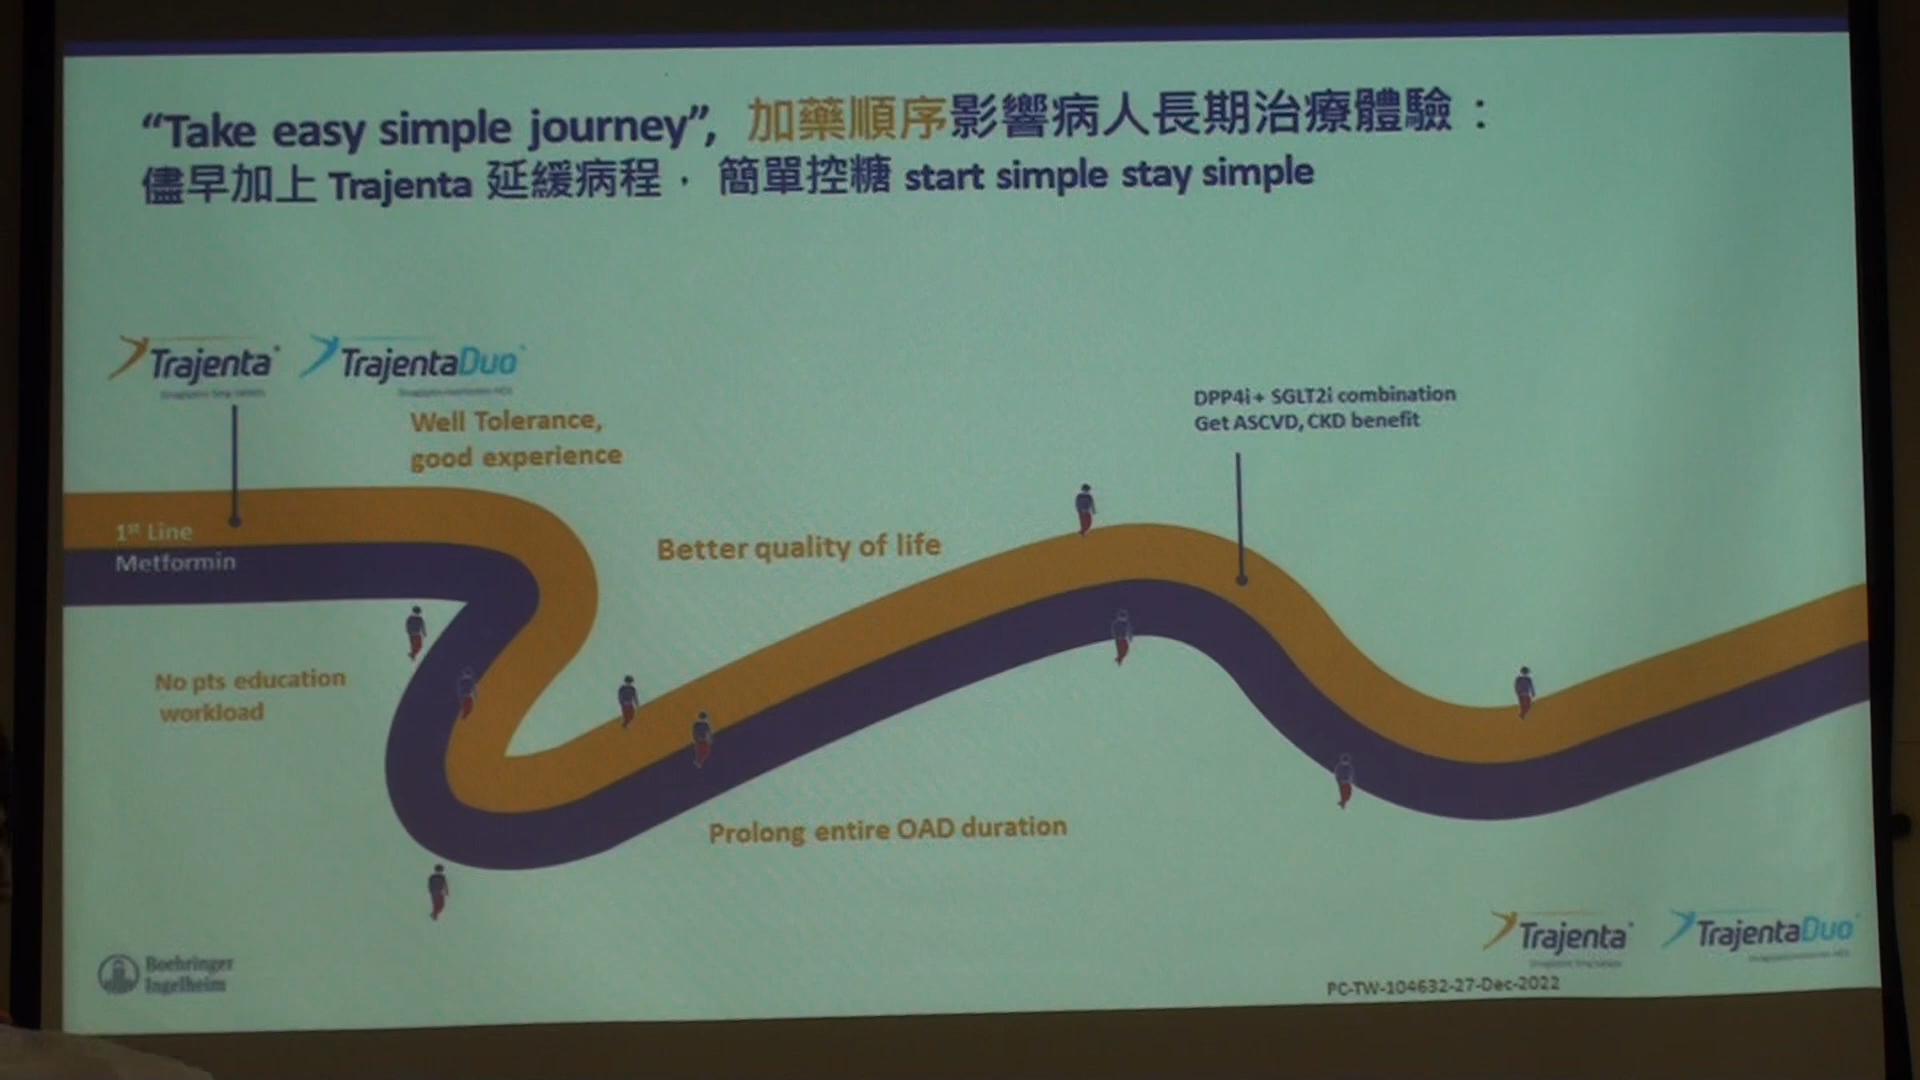 “Take easy simple journey”, 加藥順序影響病人長期治療體驗：
儘早加上 Trajenta 延緩病程， 簡單控糖 start simple stay simple
Trajenta
TrajentaDuo
Well Tolerance,
good experience
DPP4i + SGLT2i combination
Get ASCVD, CKD benefit
1st Line
Metformin
Better quality of life
No pts education
workload
Prolong entire OAD duration
Boehringer
Ingelheim
Trajenta
TrajentaDuo
PC-TW-104632-27-Dec-2022